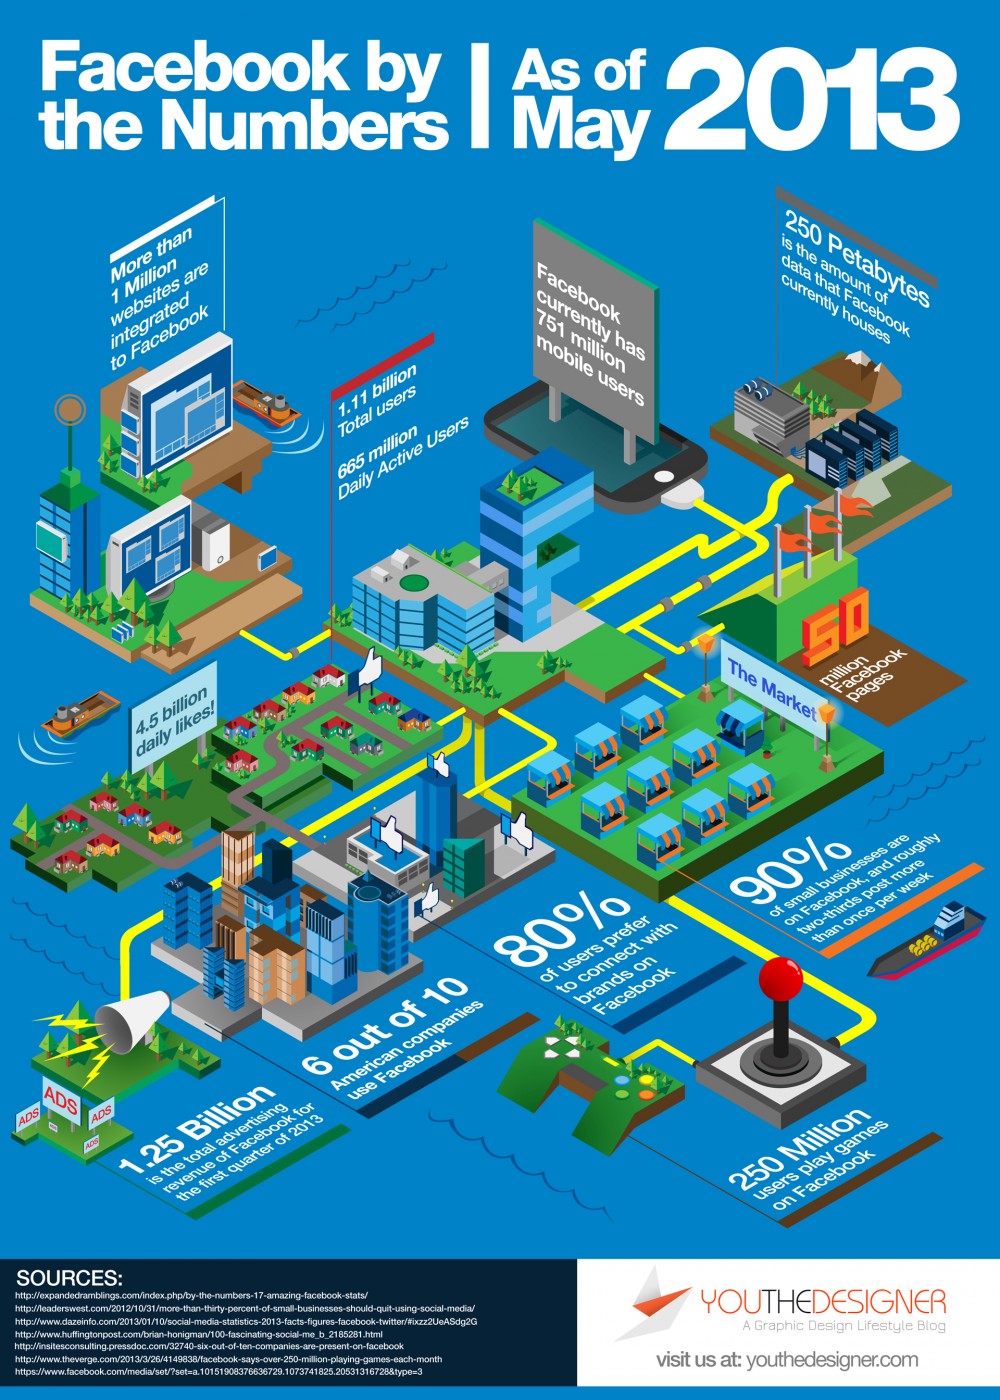 Facebook by
the Numbers
As of
May
2013
More than
1 Million
websites are
integrated
to Facebook
1.11 billion
Total users
665 million
Daily Active Users
Facebook
currently has
751 million
mobile users
250 Petabytes
is the amount of
data that Facebook
currently houses
50
million
Facebook
pages
The Market
4.5 billion
daily likes!
90%
of small businesses are
on Facebook, and roughly
two-thirds post more
than once per week
80%
of users prefer
to connect with
brands on
Facebook
6 out of 10
American companies
use Facebook
ADS
ADS
ADS
ADS
ADS
1.25 Billion
is the total advertising
revenue of Facebook for
the first quarter of 2013
250 Million
users play games
on Facebook
SOURCES:
http://expandedramblings.com/index.php/by-the-numbers-17-amazing-facebook-stats/
http://leaderswest.com/2012/10/31/more-than-thirty-percent-of-small-businesses-should-quit-using-social-media/
http://www.dazeinfo.com/2013/01/10/social-media-statistics-2013-facts-figures-facebook-twitter/#ixzz2UeASdg2G
http://www.huffingtonpost.com/brian-honigman/100-fascinating-social-me_b_2185281.html
http://insitesconsulting.pressdoc.com/32740-six-out-of-ten-companies-are-present-on-facebook
http://www.theverge.com/2013/3/26/4149838/facebook-says-over-250-million-playing-games-each-month
https://www.facebook.com/media/set/?set=a.10151908376636729.1073741825.20531316728&type=3
YOUTHEDESIGNER
A Graphic Design Lifestyle Blog
visit us at: youthedesigner.com